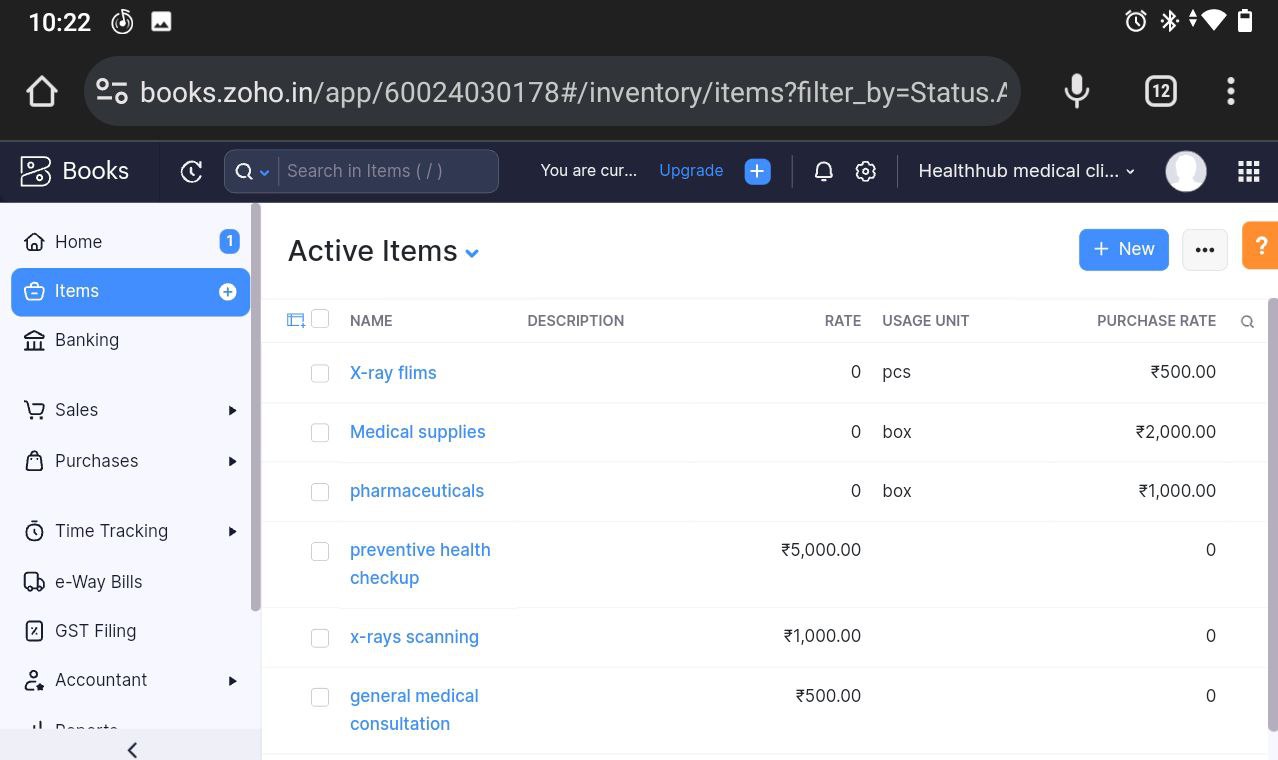 10:22
books.zoho.in/app/60024030178#/inventory/items?filter_by=Status.A
12
Books
Search in Items ( / )
You are cur...
Upgrade
Healthhub medical cli...
Home
1
Items
Banking
Sales
Purchases
Time Tracking
e-Way Bills
GST Filing
Accountant
Reports
Active Items
+ New
?
NAME DESCRIPTION RATE USAGE UNIT PURCHASE RATE
X-ray flims 0 pcs ₹500.00
Medical supplies 0 box ₹2,000.00
pharmaceuticals 0 box ₹1,000.00
preventive health ₹5,000.00 0
checkup
x-rays scanning ₹1,000.00 0
general medical ₹500.00 0
consultation